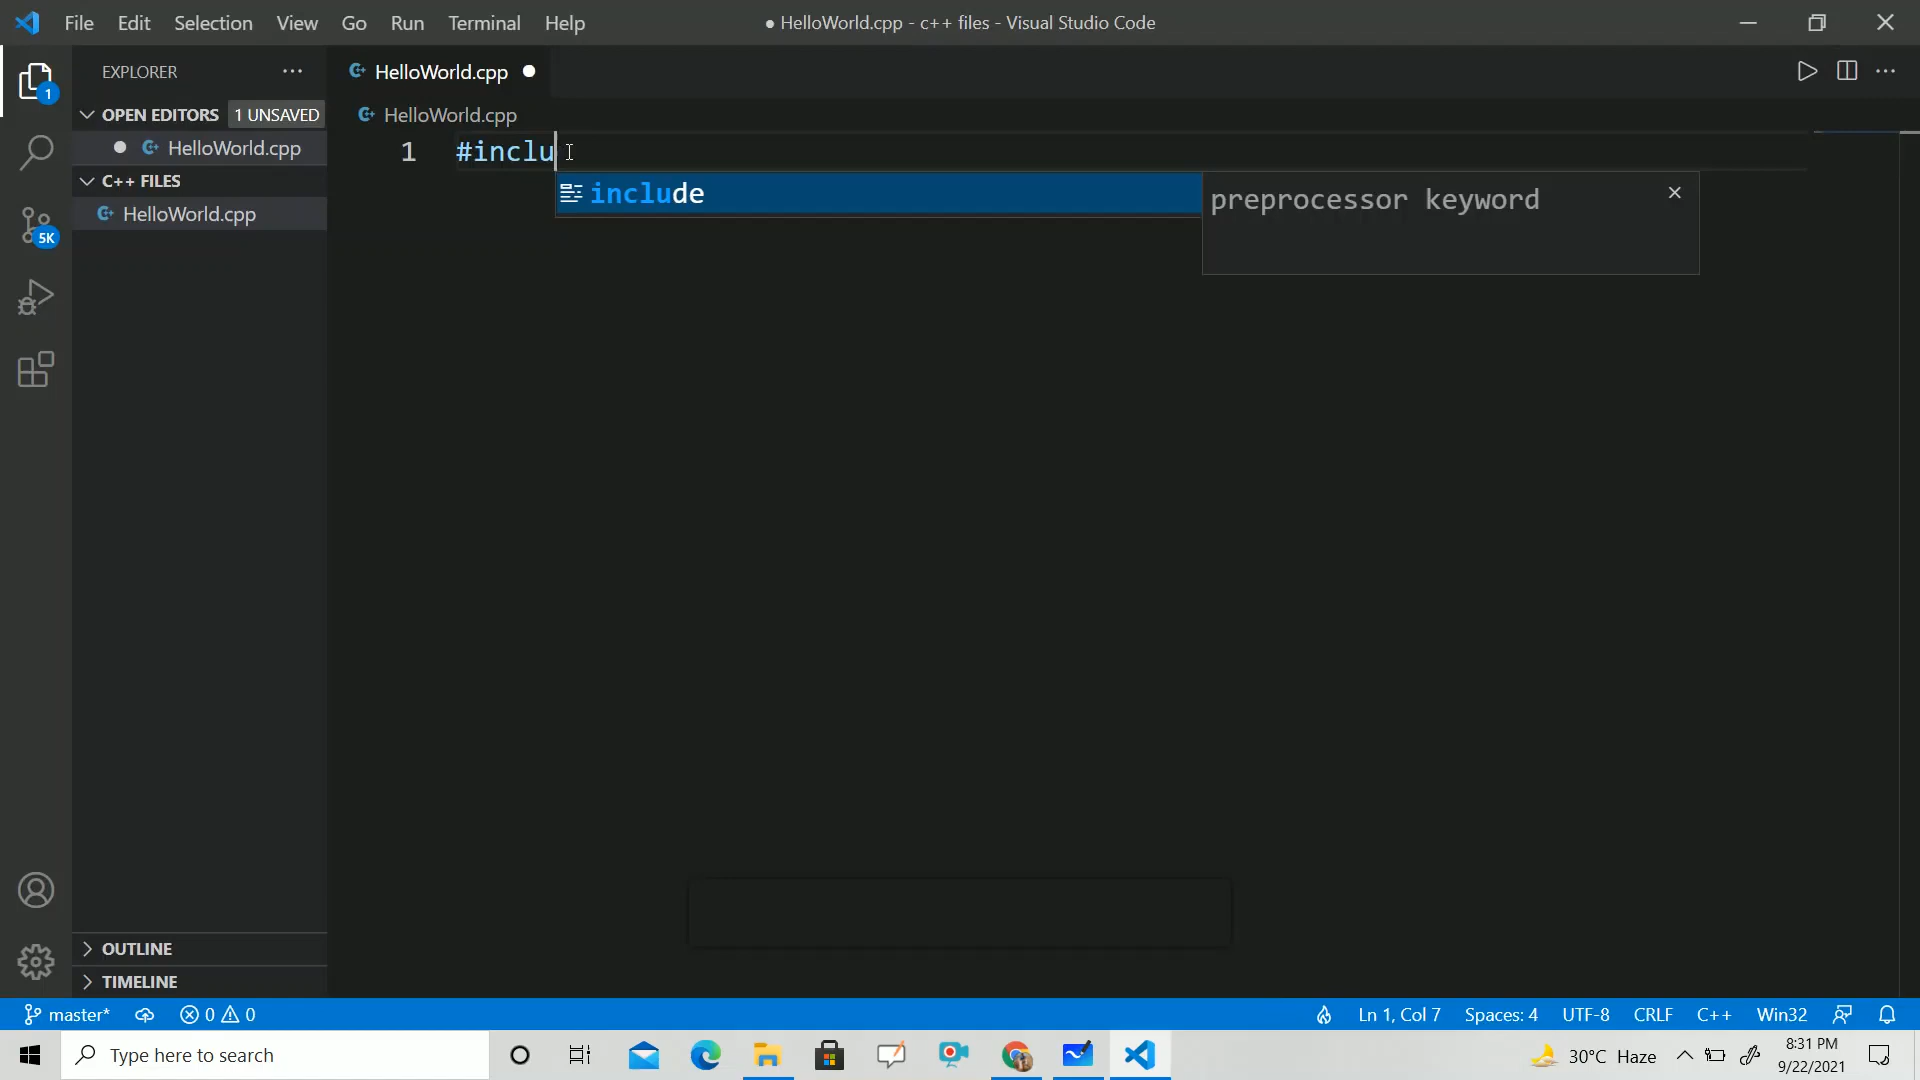 File Edit Selection View Go Run Terminal Help
● HelloWorld.cpp - c++ files - Visual Studio Code
EXPLORER
HelloWorld.cpp
1
OPEN EDITORS 1 UNSAVED
HelloWorld.cpp
HelloWorld.cpp
1 #inclu
C++ FILES
include
preprocessor keyword
HelloWorld.cpp
5K
OUTLINE
TIMELINE
master* 0 0
Ln 1, Col 7 Spaces: 4 UTF-8 CRLF C++ Win32
Type here to search
30°C Haze
8:31 PM
9/22/2021